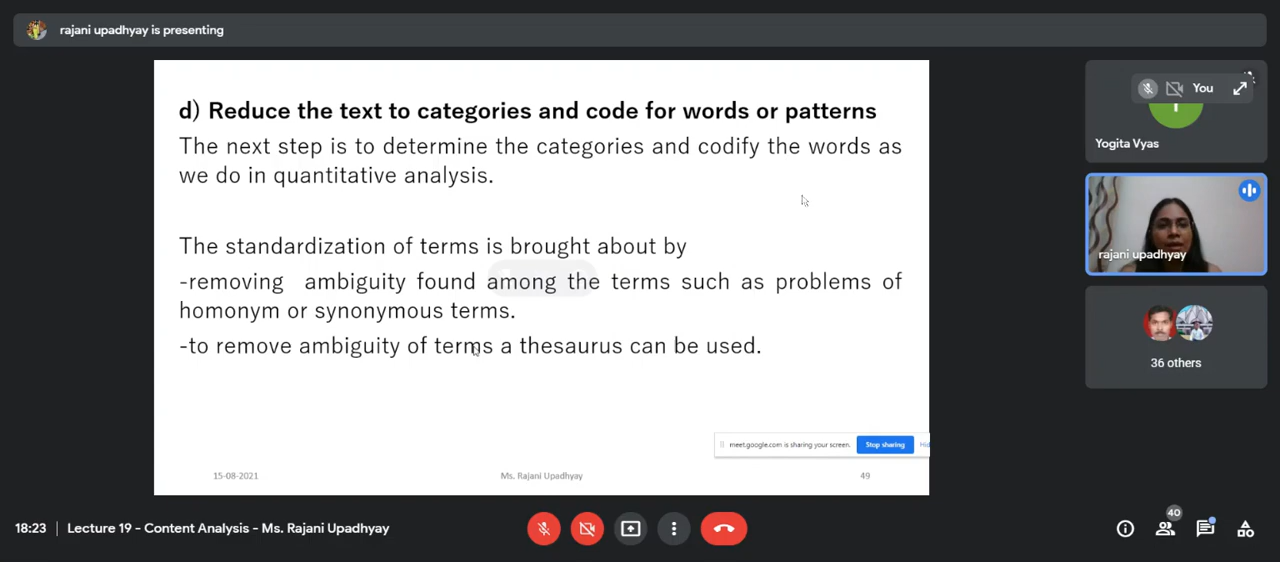 rajani upadhyay is presenting
d) Reduce the text to categories and code for words or patterns
The next step is to determine the categories and codify the words as
we do in quantitative analysis.
The standardization of terms is brought about by
-removing ambiguity found among the terms such as problems of
homonym or synonymous terms.
-to remove ambiguity of terms a thesaurus can be used.
meet.google.com is sharing your screen. Stop sharing
15-08-2021 Ms. Rajani Upadhyay 49
You
Yogita Vyas
rajani upadhyay
36 others
18:23 Lecture 19 - Content Analysis - Ms. Rajani Upadhyay
40